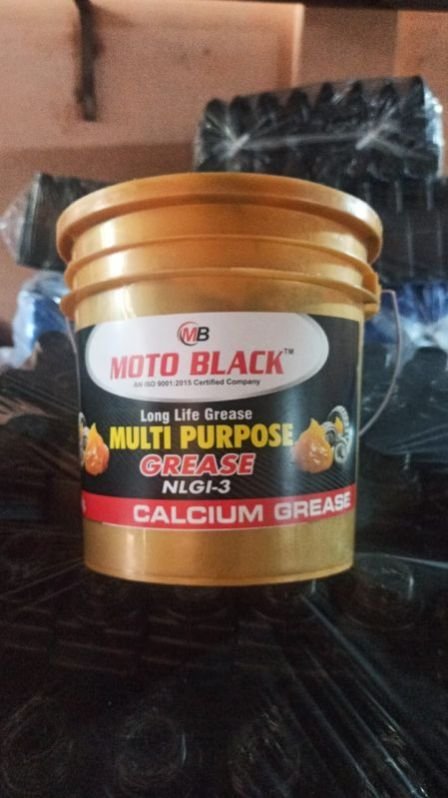 MB
MOTO BLACK™
AN ISO 9001:2015 Certified Company
Long Life Grease
MULTI PURPOSE
GREASE
NLGI-3
CALCIUM GREASE